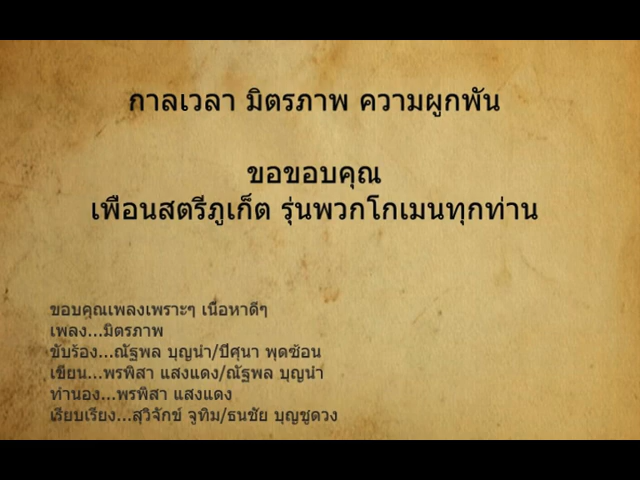 กาลเวลา มิตรภาพ ความผูกพัน
ขอขอบคุณ
เพื่อนสตรีภูเก็ต รุ่นพวกโกเมนทุกท่าน
ขอบคุณเพลงเพราะๆ เนื้อหาดีๆ
เพลง...มิตรภาพ
ขับร้อง...ณัฐพล บุญนำ/ปิศุนา พุดซ้อน
เขียน...พรพิสา แสงแดง/ณัฐพล บุญนำ
ทำนอง...พรพิสา แสงแดง
เรียบเรียง...สุวิจักข์ จูทิม/ธนชัย บุญชูดวง